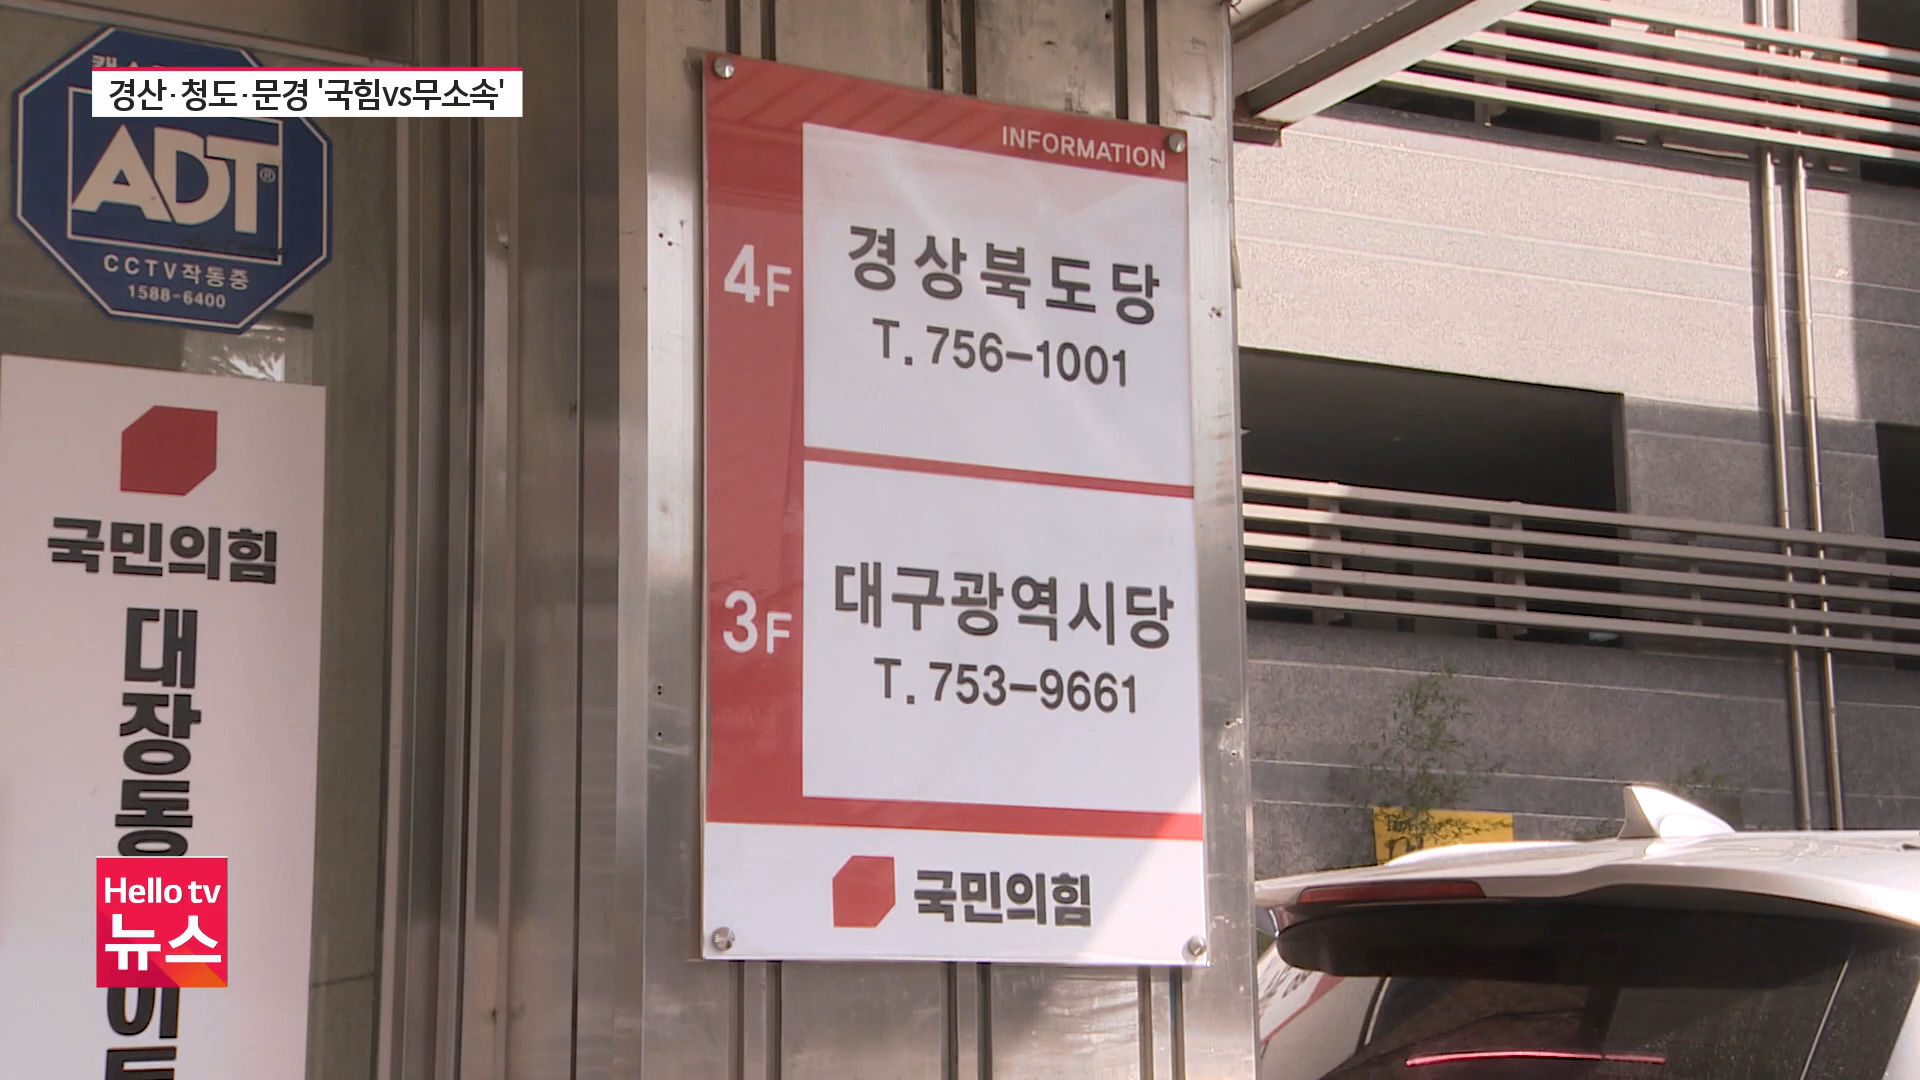 경산·청도·문경 '국힘vs무소속'
ADT®
CCTV작동중
1588-6400
국민의힘
대장동
INFORMATION
4F
경상북도당
T. 756-1001
3F
대구광역시당
T. 753-9661
국민의힘
Hello tv
뉴스